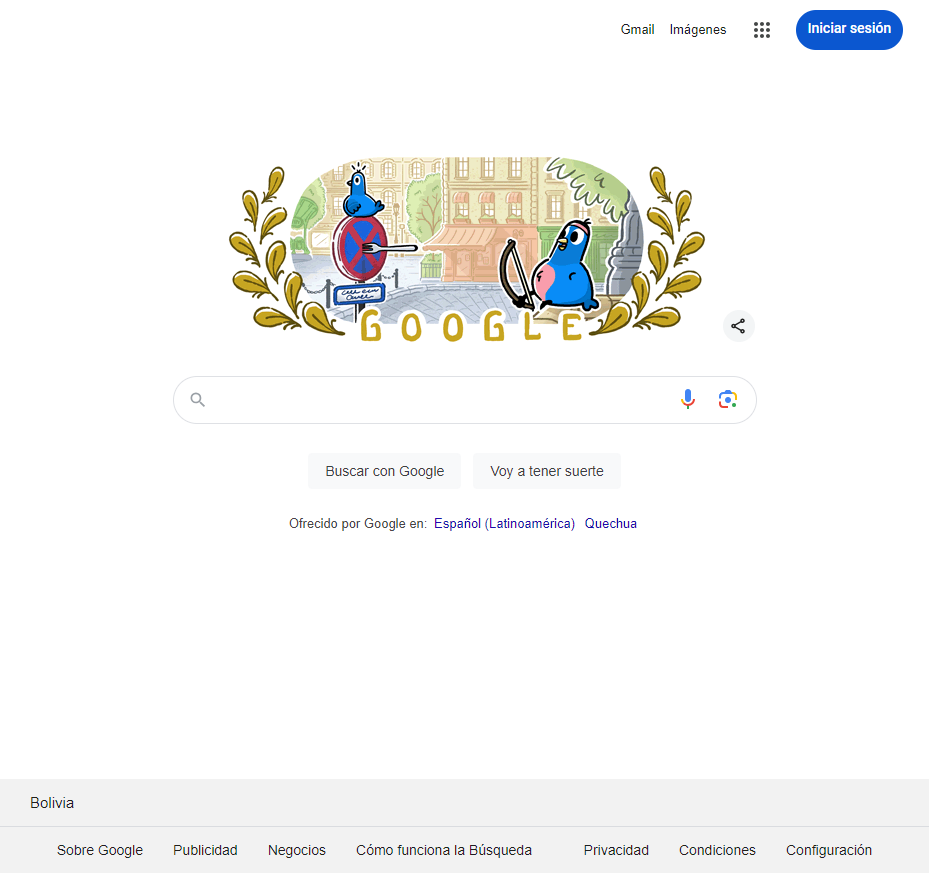 Gmail Imágenes
Iniciar sesión
GOOGLE
Buscar con Google
Voy a tener suerte
Ofrecido por Google en: Español (Latinoamérica) Quechua
Bolivia
Sobre Google Publicidad Negocios Cómo funciona la Búsqueda Privacidad Condiciones Configuración